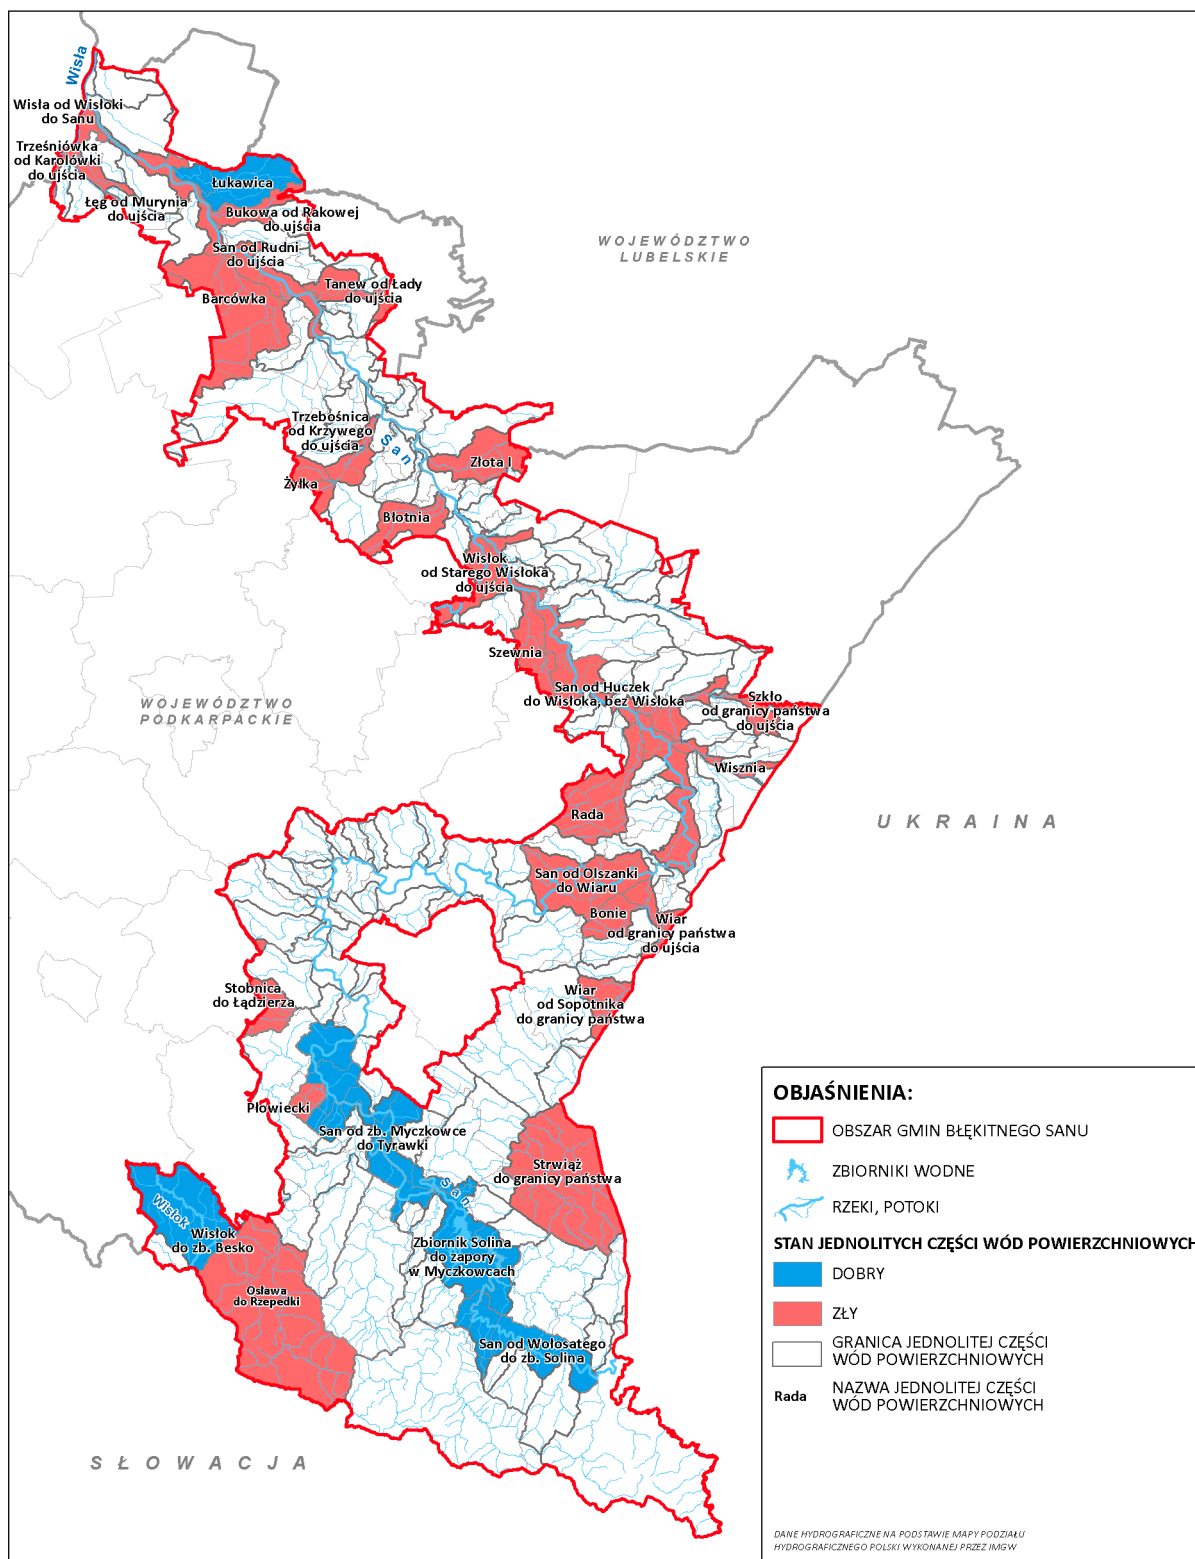 Wisła
Wisła od Wisłoki
do Sanu
Trześniówka
od Karolówki
do ujścia
Łęg od Murynia
do ujścia
Łukawica
Bukowa od Rakowej
do ujścia
San od Rudni
do ujścia
Barcówka
Tanew od Łady
do ujścia
WOJEWÓDZTWO
LUBELSKIE
Trzebośnica
od Krzywego
do ujścia
San
Żyłka
Złota I
Błotnia
Wisłok
od Starego Wisłoka
do ujścia
Szewnia
San od Huczek
do Wisłoka, bez Wisłoka
Szkło
od granicy państwa
do ujścia
Wisznia
WOJEWÓDZTWO
PODKARPACKIE
Rada
UKRAINA
San od Olszanki
do Wiaru
Bonie
Wiar
od granicy państwa
do ujścia
Stobnica
do Łądzierza
Wiar
od Sopotnika
do granicy państwa
Płowiecki
San od zb. Myczkowce
do Tyrawki
Strwiąż
do granicy państwa
San
Wisłok
Wisłok
do zb. Besko
Zbiornik Solina
do zapory
w Myczkowcach
Osława
do Rzepedki
San od Wołosatego
do zb. Solina
SŁOWACJA
OBJAŚNIENIA:
OBSZAR GMIN BŁĘKITNEGO SANU
ZBIORNIKI WODNE
RZEKI, POTOKI
STAN JEDNOLITYCH CZĘŚCI WÓD POWIERZCHNIOWYCH
DOBRY
ZŁY
GRANICA JEDNOLITEJ CZĘŚCI
WÓD POWIERZCHNIOWYCH
Rada
NAZWA JEDNOLITEJ CZĘŚCI
WÓD POWIERZCHNIOWYCH
DANE HYDROGRAFICZNE NA PODSTAWIE MAPY PODZIAŁU
HYDROGRAFICZNEGO POLSKI WYKONANEJ PRZEZ IMGW